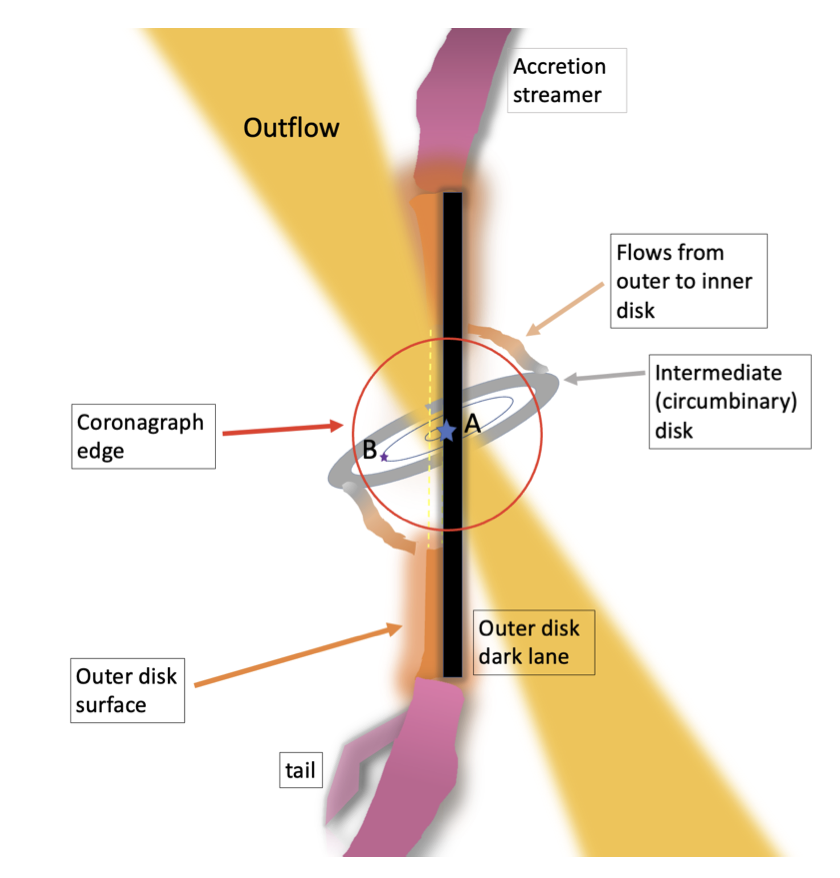 Accretion
streamer
Outflow
Flows from
outer to inner
disk
Intermediate
(circumbinary)
disk
Coronagraph
edge
A
B
Outer disk
dark lane
Outer disk
surface
tail